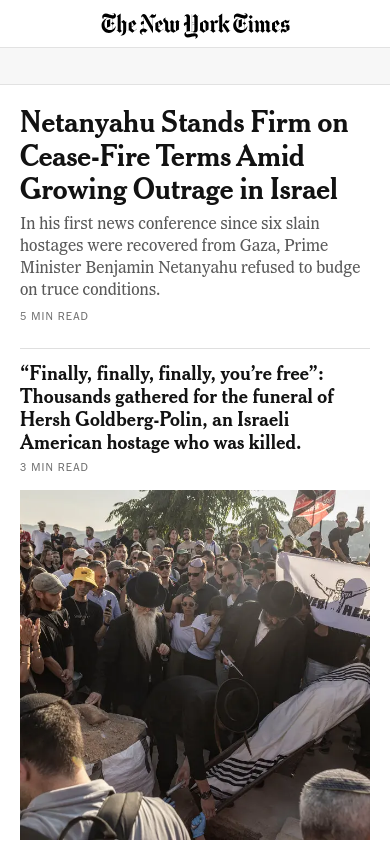 The New York Times
Netanyahu Stands Firm on
Cease-Fire Terms Amid
Growing Outrage in Israel
In his first news conference since six slain
hostages were recovered from Gaza, Prime
Minister Benjamin Netanyahu refused to budge
on truce conditions.
5 MIN READ
“Finally, finally, finally, you’re free”:
Thousands gathered for the funeral of
Hersh Goldberg-Polin, an Israeli
American hostage who was killed.
3 MIN READ